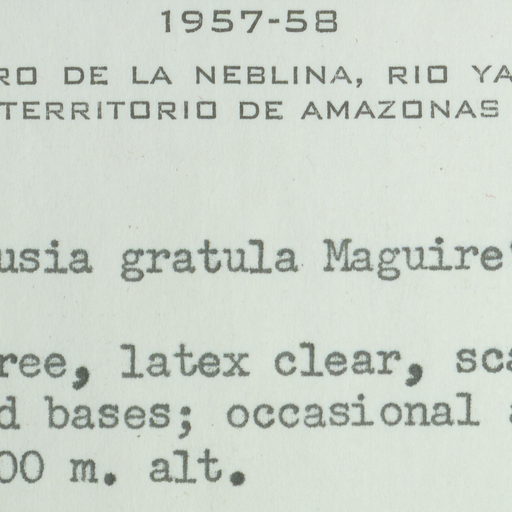 1957-58
RO DE LA NEBLINA, RIO YA
TERRITORIO DE AMAZONAS
usia gratula Maguire
ree, latex clear, sca
d bases; occasional a
00 m. alt.